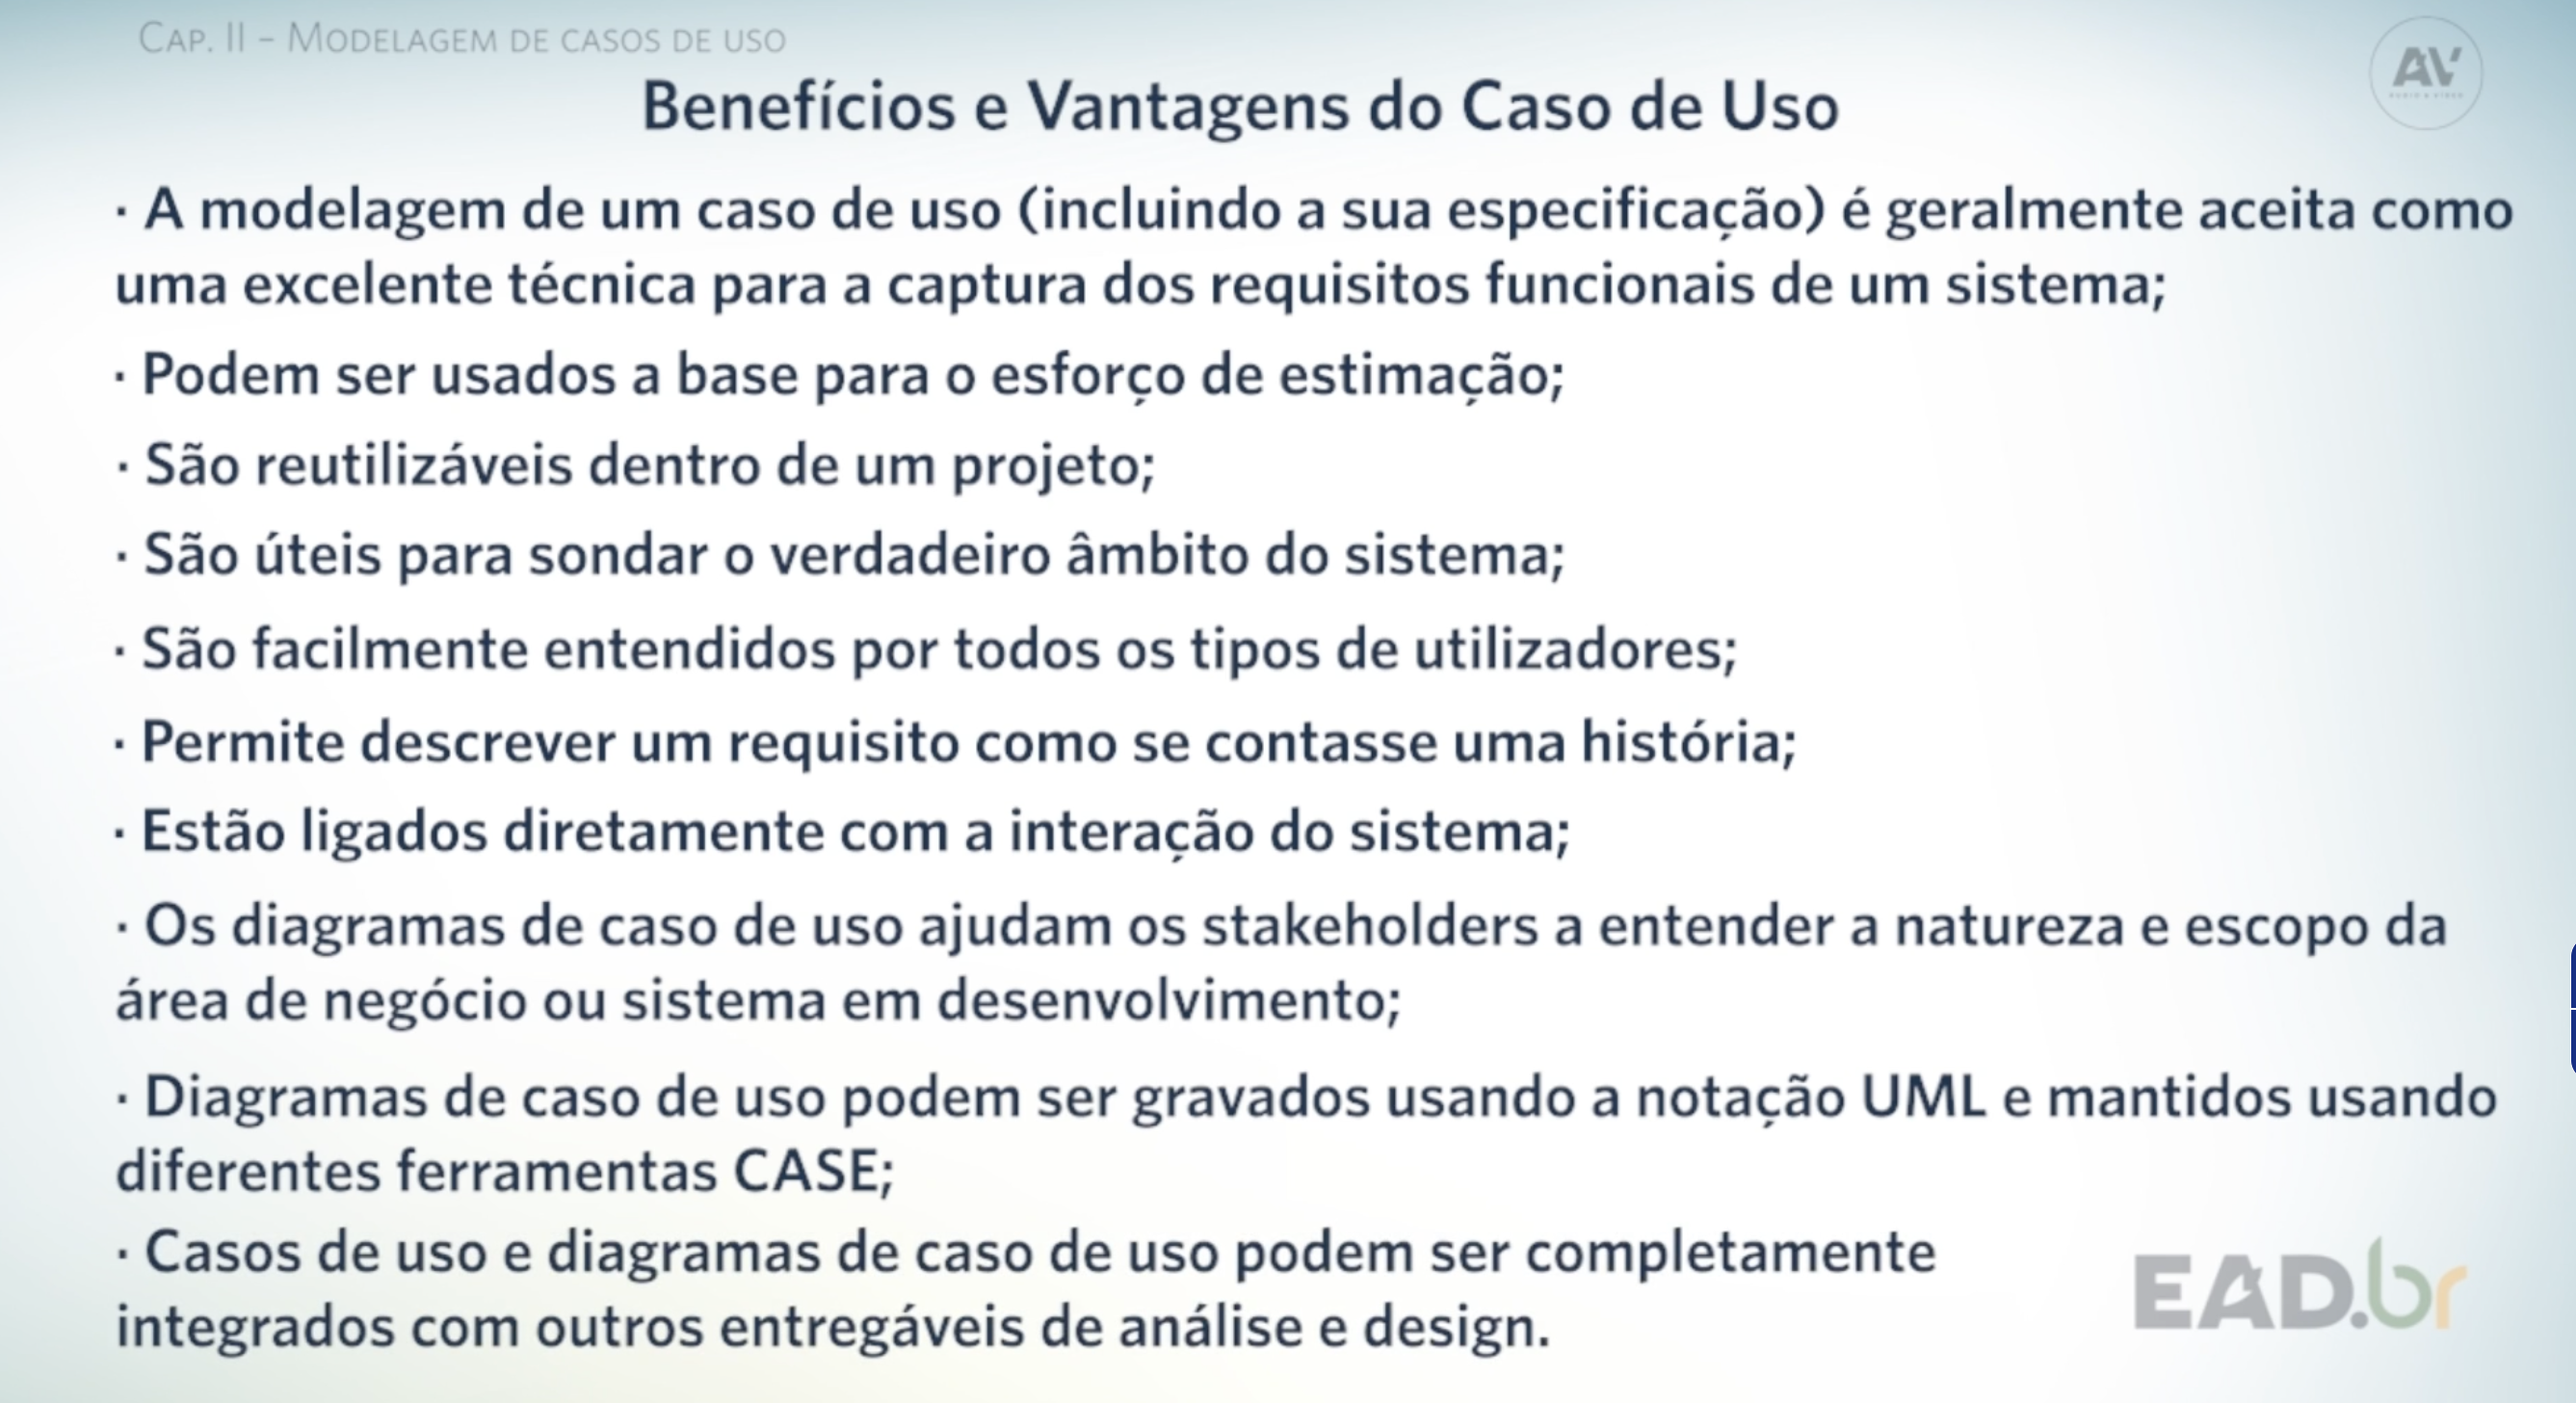 Cap. II – Modelagem de casos de uso
AV
Benefícios e Vantagens do Caso de Uso
· A modelagem de um caso de uso (incluindo a sua especificação) é geralmente aceita como
uma excelente técnica para a captura dos requisitos funcionais de um sistema;
· Podem ser usados a base para o esforço de estimação;
· São reutilizáveis dentro de um projeto;
· São úteis para sondar o verdadeiro âmbito do sistema;
· São facilmente entendidos por todos os tipos de utilizadores;
· Permite descrever um requisito como se contasse uma história;
· Estão ligados diretamente com a interação do sistema;
· Os diagramas de caso de uso ajudam os stakeholders a entender a natureza e escopo da
área de negócio ou sistema em desenvolvimento;
· Diagramas de caso de uso podem ser gravados usando a notação UML e mantidos usando
diferentes ferramentas CASE;
· Casos de uso e diagramas de caso de uso podem ser completamente
integrados com outros entregáveis de análise e design.
EAD.br